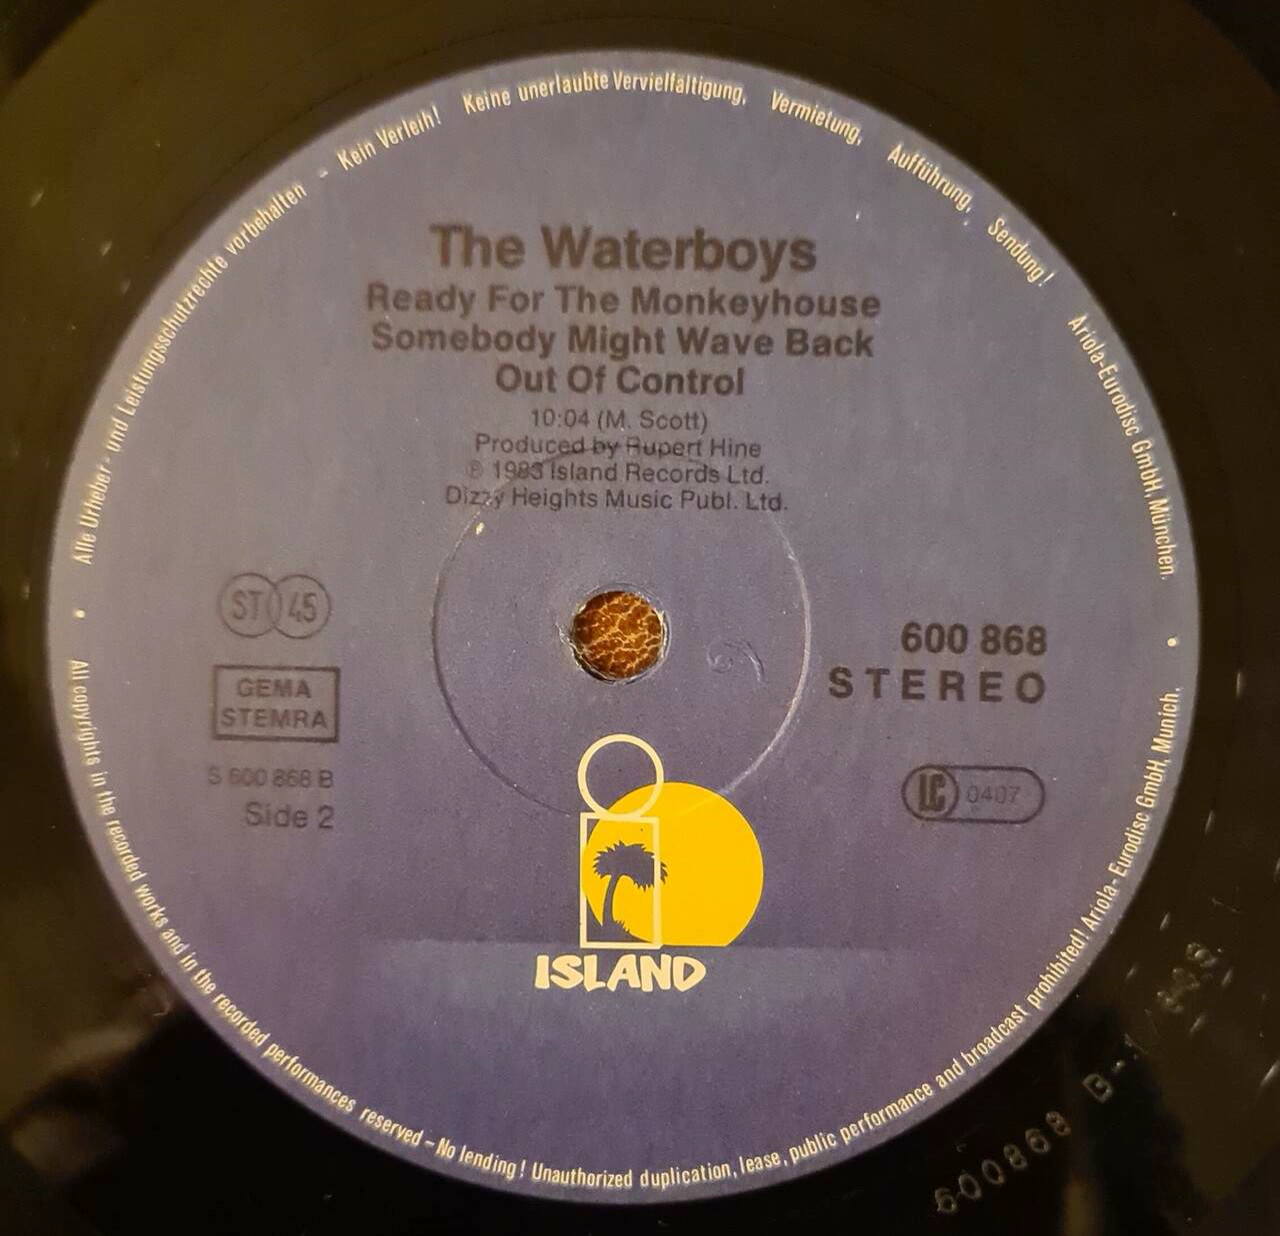 Alle Urheber- und Leistungsschutzrechte vorbehalten - Kein Verleih! Keine unerlaubte Vervielfältigung, Vermietung, Aufführung, Sendung! Ariola-Eurodisc GmbH, München.
The Waterboys
Ready For The Monkeyhouse
Somebody Might Wave Back
Out Of Control
10:04 (M. Scott)
Produced by Rupert Hine
℗ 1983 Island Records Ltd.
Dizzy Heights Music Publ. Ltd.
ST 45
GEMA
STEMRA
S 600 868 B
Side 2
600 868
STEREO
LC 0407
ISLAND
All copyrights in the recorded works and in the recorded performances reserved – No lending! Unauthorized duplication, lease, public performance and broadcast prohibited! Ariola-Eurodisc GmbH, Munich.
600868 B-